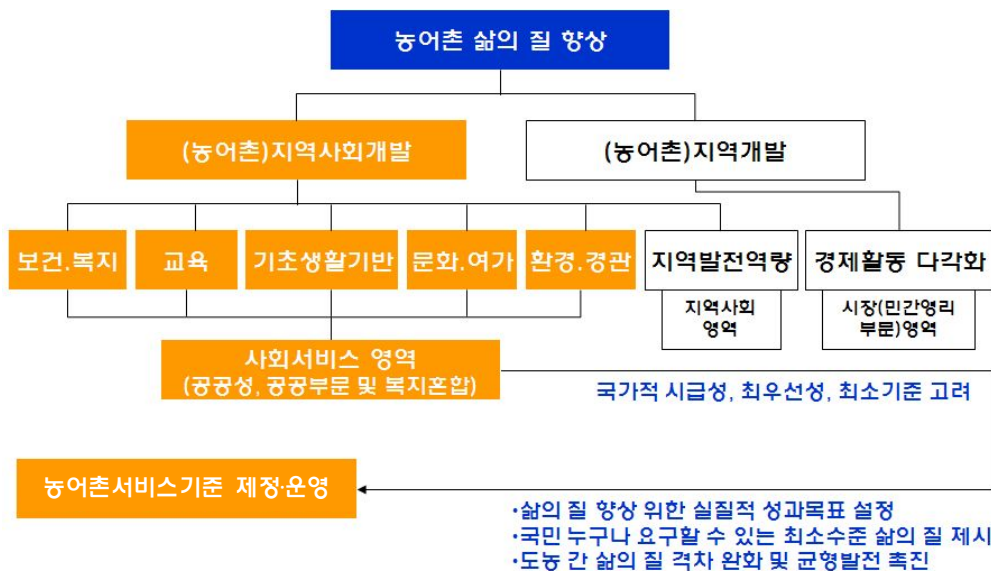 농어촌 삶의 질 향상
(농어촌)지역사회개발
(농어촌)지역개발
보건.복지
교육
기초생활기반
문화.여가
환경.경관
지역발전역량
경제활동 다각화
지역사회
영역
시장(민간영리
부문)영역
사회서비스 영역
(공공성, 공공부문 및 복지혼합)
국가적 시급성, 최우선성, 최소기준 고려
농어촌서비스기준 제정·운영
•삶의 질 향상 위한 실질적 성과목표 설정
•국민 누구나 요구할 수 있는 최소수준 삶의 질 제시
•도농 간 삶의 질 격차 완화 및 균형발전 촉진